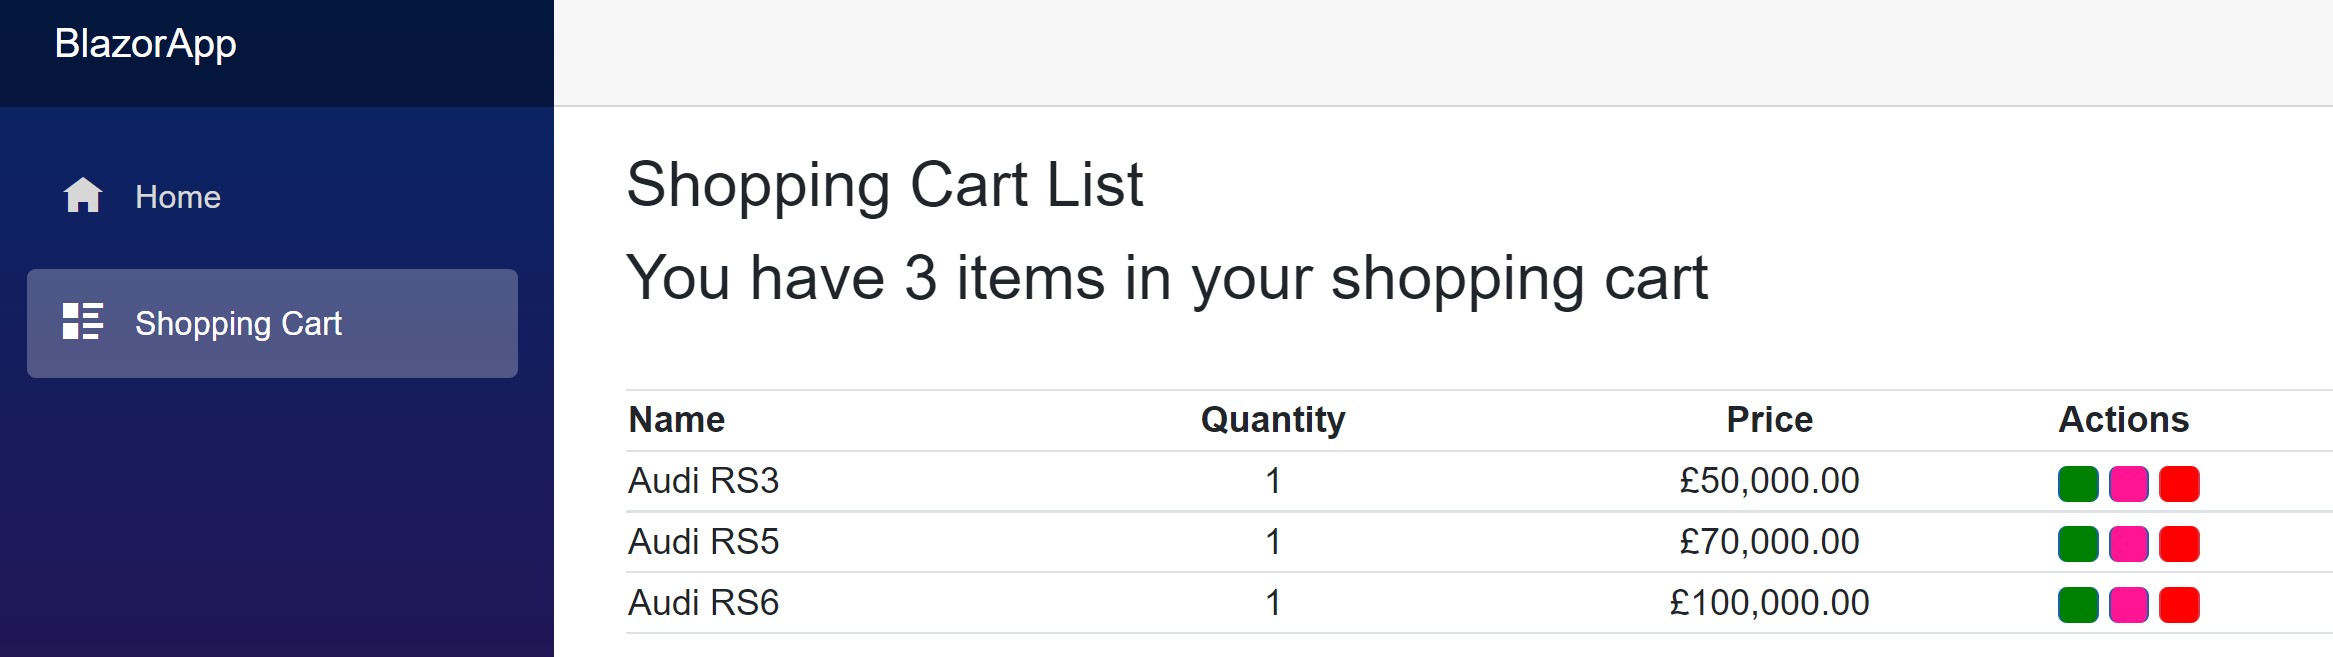 BlazorApp
Home
Shopping Cart
Shopping Cart List
You have 3 items in your shopping cart
Name Quantity Price Actions
Audi RS3 1 £50,000.00
Audi RS5 1 £70,000.00
Audi RS6 1 £100,000.00